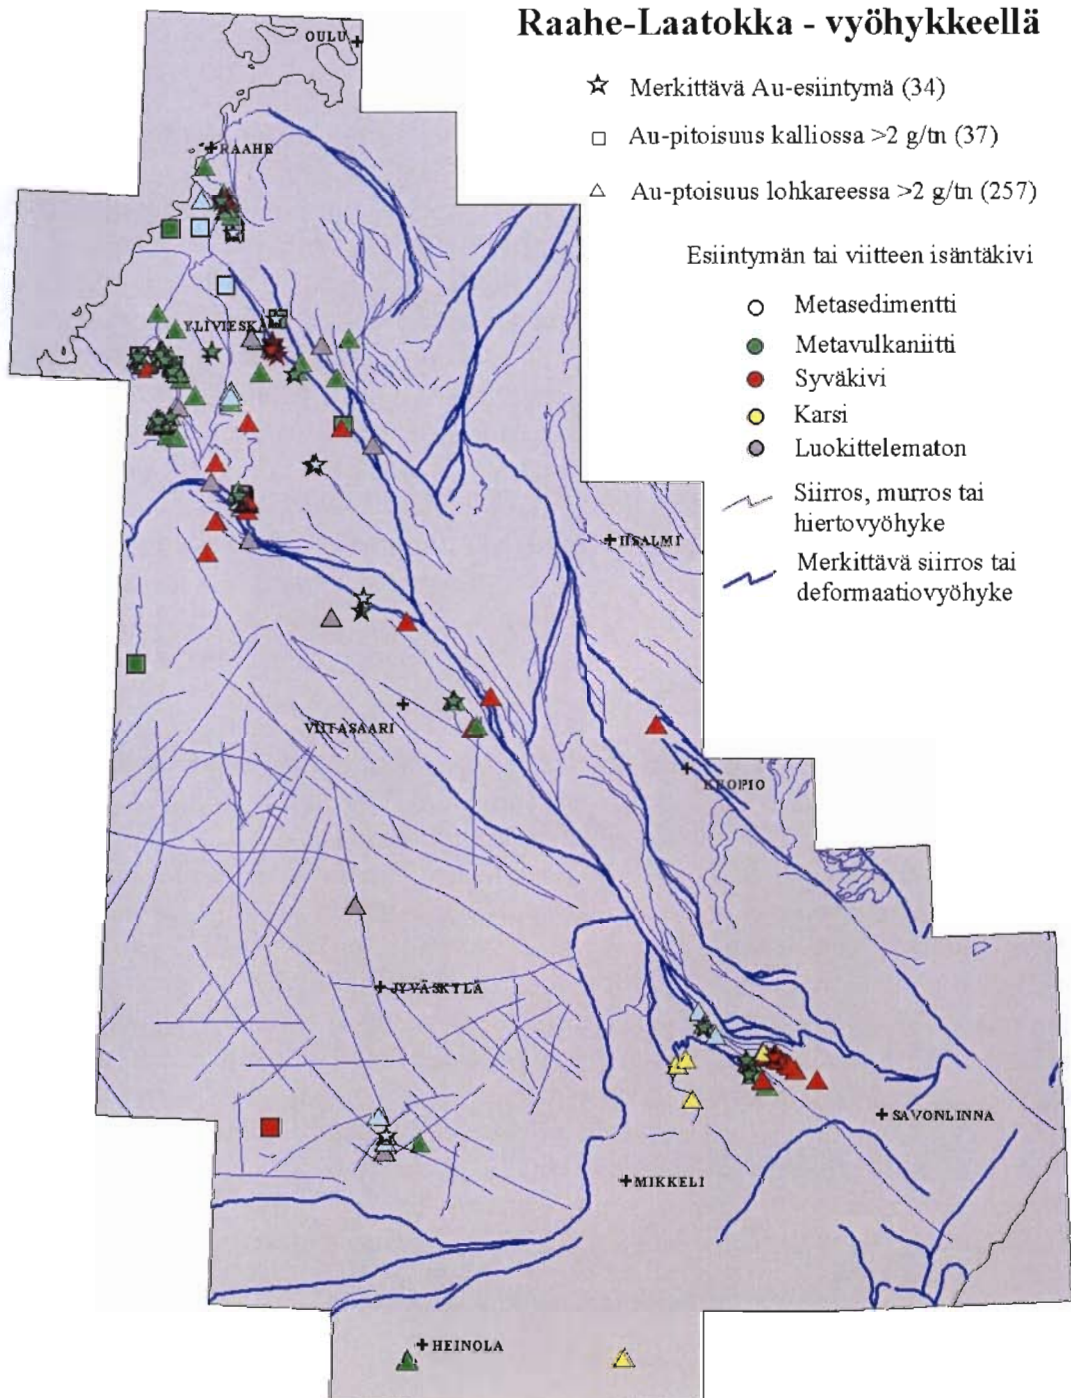 Raahe-Laatokka - vyöhykkeellä
Merkittävä Au-esiintymä (34)
Au-pitoisuus kalliossa >2 g/tn (37)
Au-ptoisuus lohkareessa >2 g/tn (257)
Esiintymän tai viitteen isäntäkivi
Metasedimentti
Metavulkaniitti
Syväkivi
Karsi
Luokittelematon
Siirros, murros tai
hiertovyöhyke
Merkittävä siirros tai
deformaatiovyöhyke
OULU
RAAHE
YLIVIESKA
IISALMI
VIITASAARI
KUOPIO
JYVÄSKYLÄ
SAVONLINNA
MIKKELI
HEINOLA